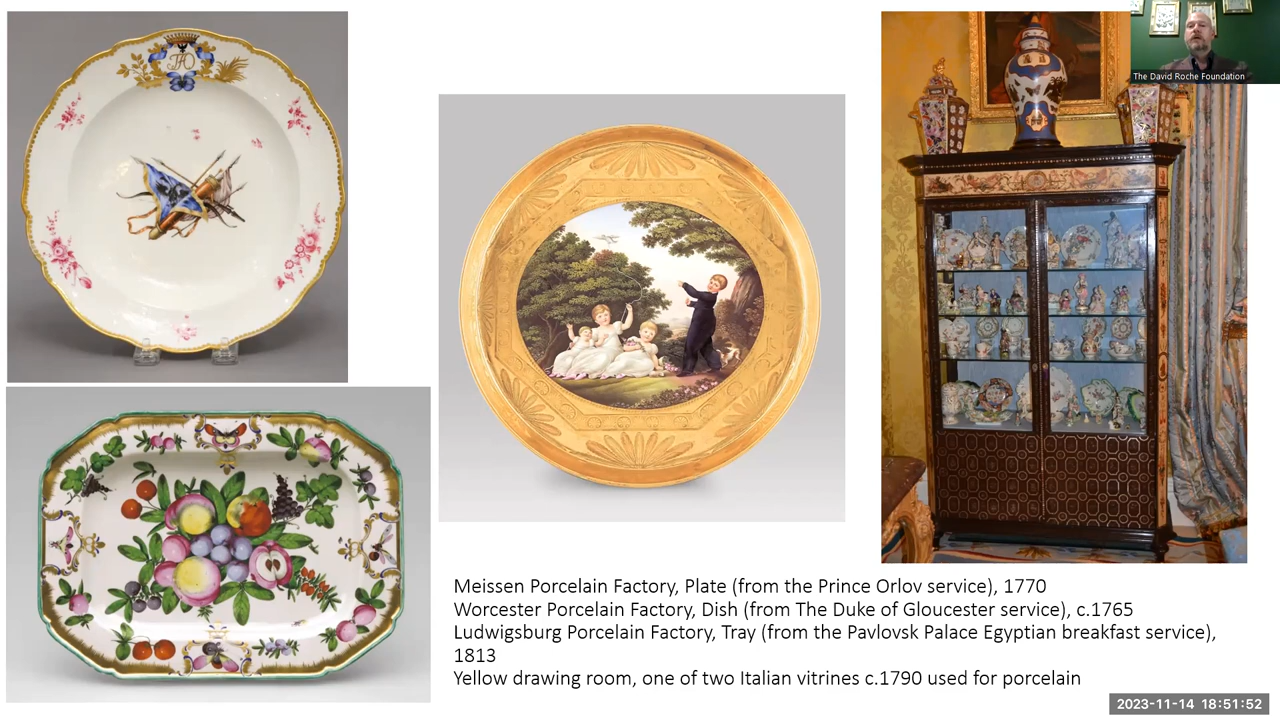 The David Roche Foundation
Meissen Porcelain Factory, Plate (from the Prince Orlov service), 1770
Worcester Porcelain Factory, Dish (from The Duke of Gloucester service), c.1765
Ludwigsburg Porcelain Factory, Tray (from the Pavlovsk Palace Egyptian breakfast service),
1813
Yellow drawing room, one of two Italian vitrines c.1790 used for porcelain
2023-11-14 18:51:52